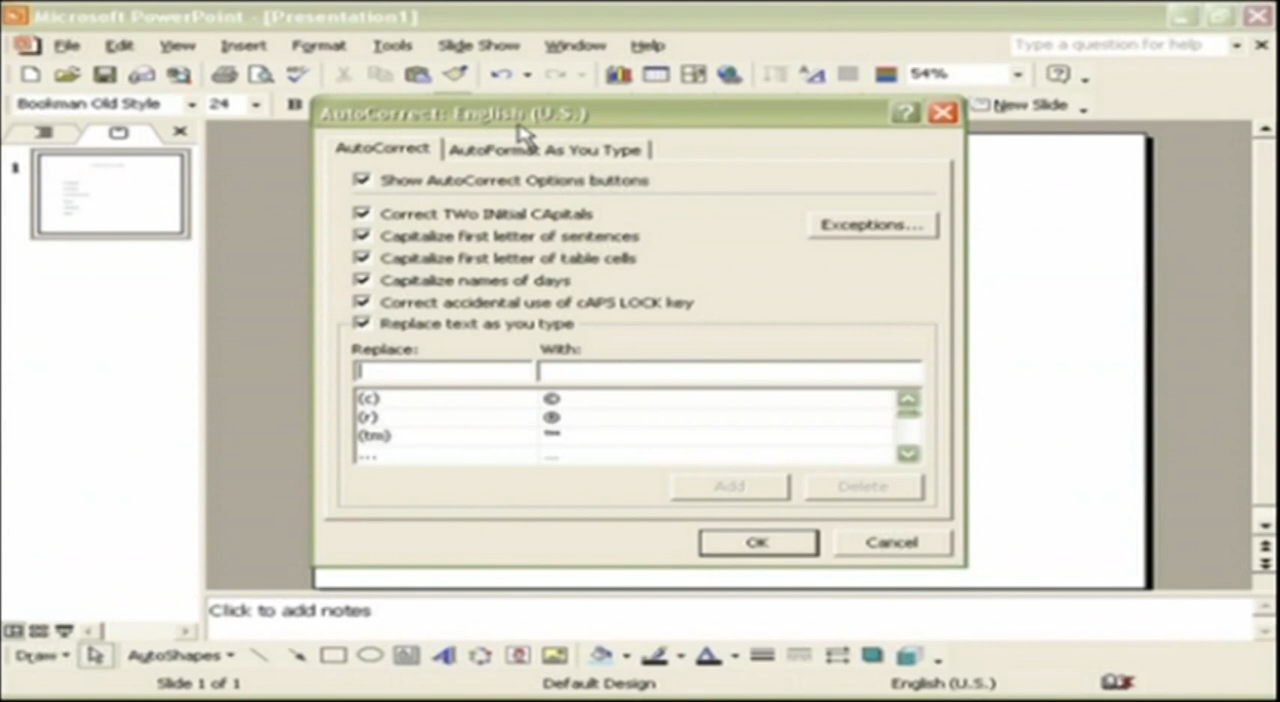 Microsoft PowerPoint - [Presentation1]
File Edit View Insert Format Tools Slide Show Window Help
Type a question for help
54%
Bookman Old Style 24 B
New Slide
AutoCorrect: English (U.S.)
AutoCorrect AutoFormat As You Type
1
Show AutoCorrect Options buttons
Correct TWo INitial CApitals
Exceptions...
Capitalize first letter of sentences
Capitalize first letter of table cells
Capitalize names of days
Correct accidental use of cAPS LOCK key
Replace text as you type
Replace: With:
(c) ©
(r) ®
(tm) ™
... ...
Add Delete
OK Cancel
Click to add notes
Draw AutoShapes
Slide 1 of 1 Default Design English (U.S.)